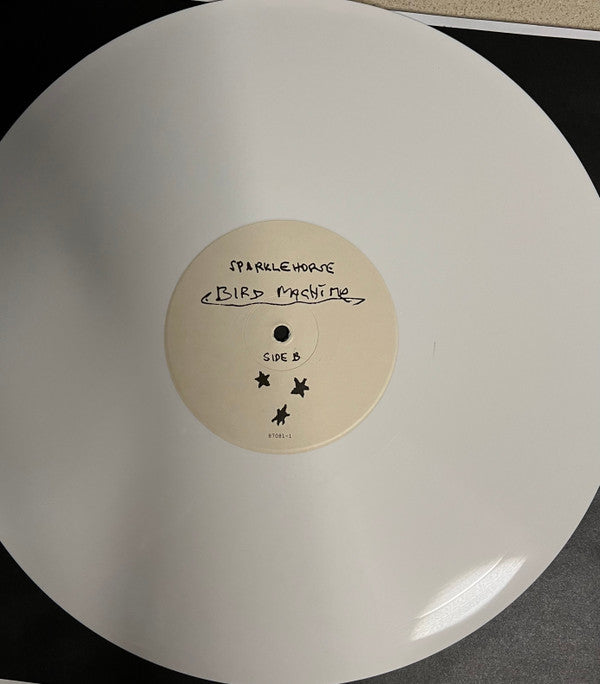 SPARKLEHORSE
BIRD MACHINE
SIDE B
87081-1